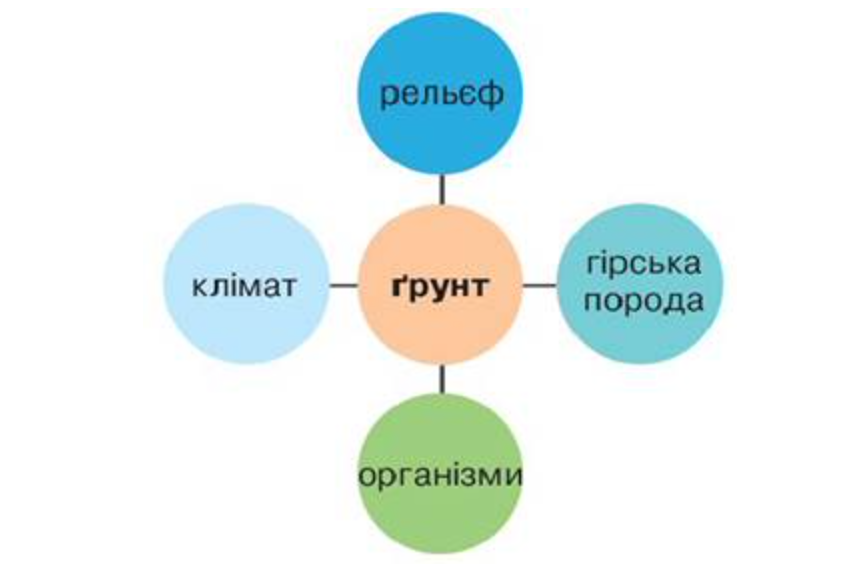 рельєф
клімат
ґрунт
гірська
порода
організми